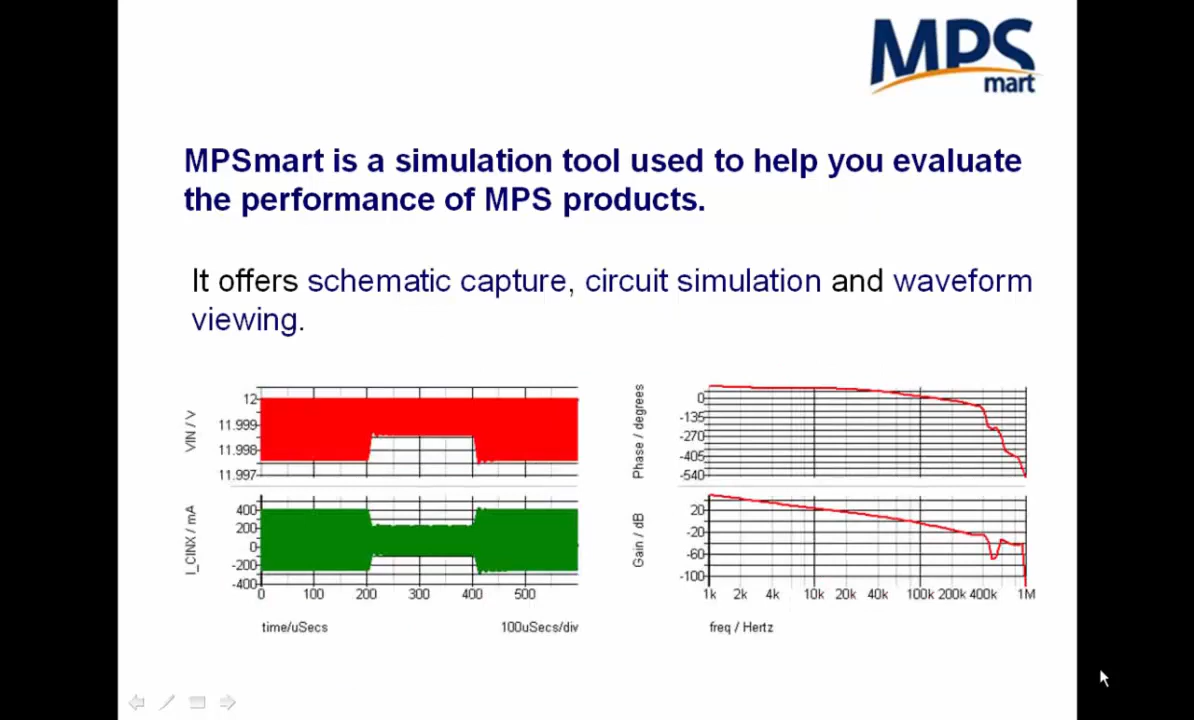 MPS
mart
MPSmart is a simulation tool used to help you evaluate
the performance of MPS products.
It offers schematic capture, circuit simulation and waveform
viewing.
VIN / V
12
11.999
11.998
11.997
I_CINX / mA
400
200
0
-200
-400
0 100 200 300 400 500
time/uSecs 100uSecs/div
Phase / degrees
0
-135
-270
-405
-540
Gain / dB
20
-20
-60
-100
1k 2k 4k 10k 20k 40k 100k 200k 400k 1M
freq / Hertz